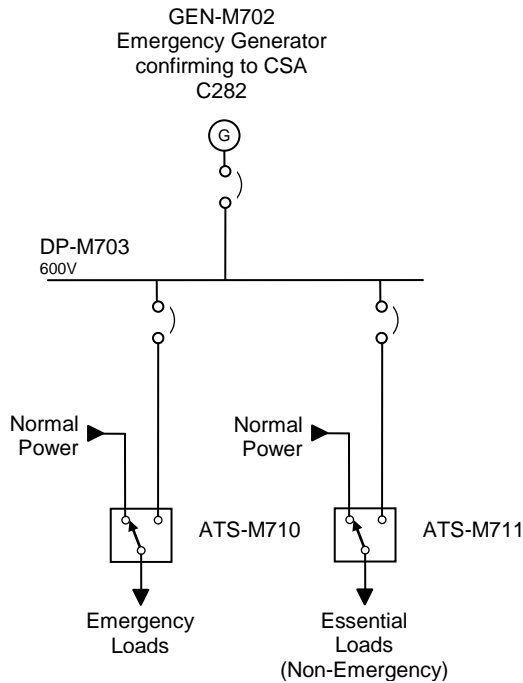 GEN-M702
Emergency Generator
confirming to CSA
C282
G
DP-M703
600V
Normal
Power
Normal
Power
ATS-M710
ATS-M711
Emergency
Loads
Essential
Loads
(Non-Emergency)